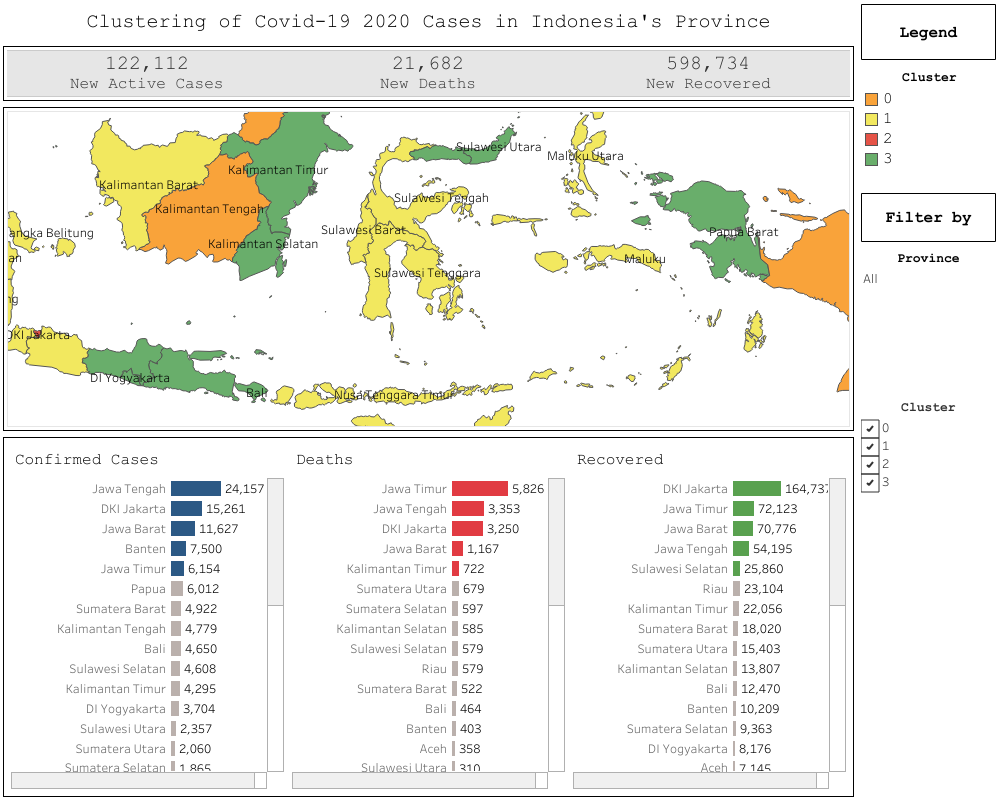 Clustering of Covid-19 2020 Cases in Indonesia's Province
122,112
New Active Cases
21,682
New Deaths
598,734
New Recovered
Sulawesi Utara
Maluku Utara
Kalimantan Timur
Kalimantan Barat
Sulawesi Tengah
Kalimantan Tengah
Sulawesi Barat
Papua Barat
angka Belitung
Kalimantan Selatan
an
Maluku
Sulawesi Tenggara
ng
DKI Jakarta
DI Yogyakarta
Bali
Nusa Tenggara Timur
Confirmed Cases
Jawa Tengah 24,157
DKI Jakarta 15,261
Jawa Barat 11,627
Banten 7,500
Jawa Timur 6,154
Papua 6,012
Sumatera Barat 4,922
Kalimantan Tengah 4,779
Bali 4,650
Sulawesi Selatan 4,608
Kalimantan Timur 4,295
DI Yogyakarta 3,704
Sulawesi Utara 2,357
Sumatera Utara 2,060
Sumatera Selatan 1,865
Deaths
Jawa Timur 5,826
Jawa Tengah 3,353
DKI Jakarta 3,250
Jawa Barat 1,167
Kalimantan Timur 722
Sumatera Utara 679
Sumatera Selatan 597
Kalimantan Selatan 585
Sulawesi Selatan 579
Riau 579
Sumatera Barat 522
Bali 464
Banten 403
Aceh 358
Sulawesi Utara 310
Recovered
DKI Jakarta 164,737
Jawa Timur 72,123
Jawa Barat 70,776
Jawa Tengah 54,195
Sulawesi Selatan 25,860
Riau 23,104
Kalimantan Timur 22,056
Sumatera Barat 18,020
Sumatera Utara 15,403
Kalimantan Selatan 13,807
Bali 12,470
Banten 10,209
Sumatera Selatan 9,363
DI Yogyakarta 8,176
Aceh 7,145
Legend
Cluster
0
1
2
3
Filter by
Province
All
Cluster
0
1
2
3